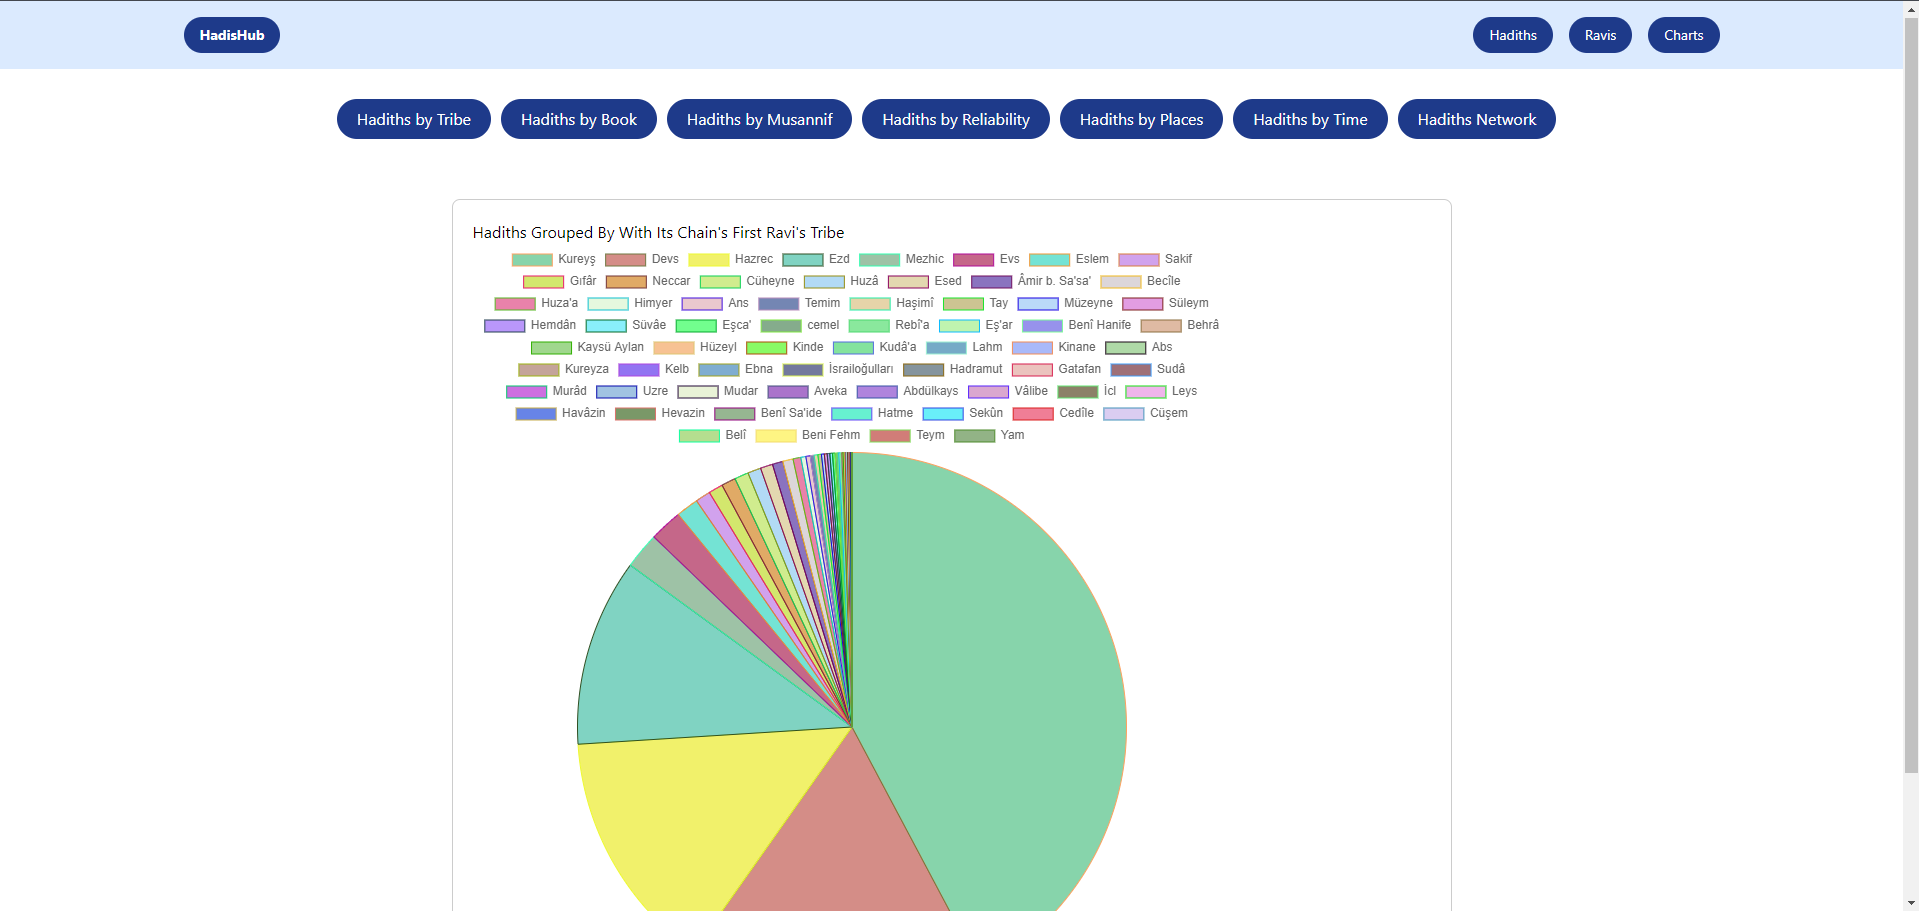 HadisHub Hadiths Ravis Charts
Hadiths by Tribe Hadiths by Book Hadiths by Musannif Hadiths by Reliability Hadiths by Places Hadiths by Time Hadiths Network
Hadiths Grouped By With Its Chain's First Ravi's Tribe
Kureyş Devs Hazrec Ezd Mezhic Evs Eslem Sakif
Gıfâr Neccar Cüheyne Huzâ Esed Âmir b. Sa'sa' Becîle
Huza'a Himyer Ans Temim Haşimî Tay Müzeyne Süleym
Hemdân Süvâe Eşca' cemel Rebî'a Eş'ar Benî Hanife Behrâ
Kaysü Aylan Hüzeyl Kinde Kudâ'a Lahm Kinane Abs
Kureyza Kelb Ebna İsrailoğulları Hadramut Gatafan Sudâ
Murâd Uzre Mudar Aveka Abdülkays Vâlibe İcl Leys
Havâzin Hevazin Benî Sa'ide Hatme Sekûn Cedîle Cüşem
Belî Beni Fehm Teym Yam